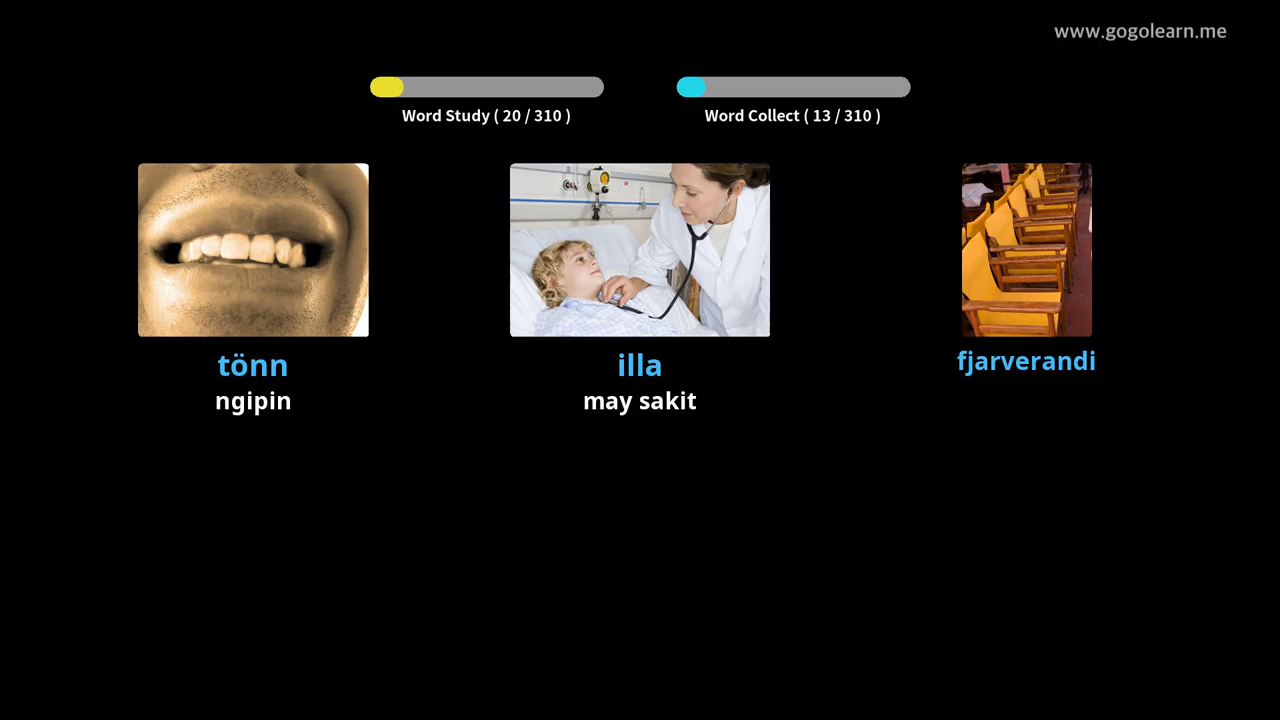 www.gogolearn.me
Word Study ( 20 / 310 )
Word Collect ( 13 / 310 )
tönn
ngipin
illa
may sakit
fjarverandi